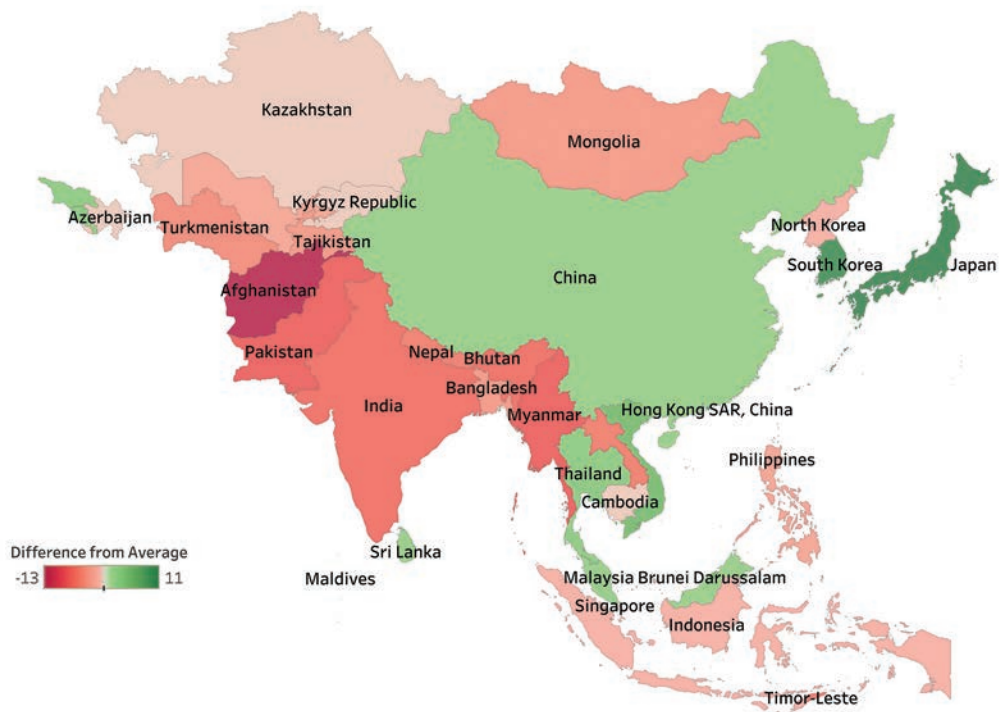 Kazakhstan
Mongolia
Kyrgyz Republic
Azerbaijan
Turkmenistan
Tajikistan
North Korea
South Korea
Japan
China
Afghanistan
Pakistan
Nepal
Bhutan
Bangladesh
India
Myanmar
Hong Kong SAR, China
Philippines
Thailand
Cambodia
Difference from Average
-13
11
Sri Lanka
Maldives
Malaysia Brunei Darussalam
Singapore
Indonesia
Timor-Leste